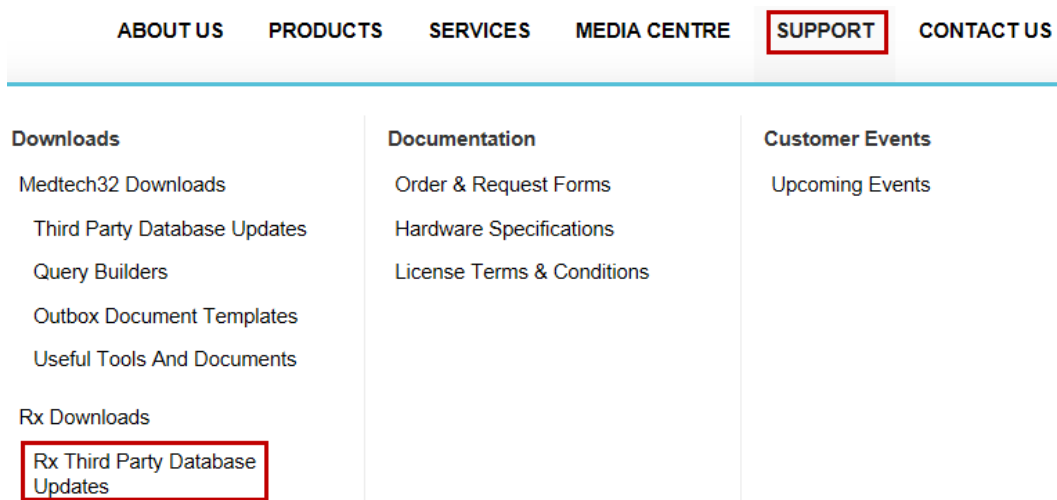 ABOUT US PRODUCTS SERVICES MEDIA CENTRE SUPPORT CONTACT US
Downloads
Medtech32 Downloads
Third Party Database Updates
Query Builders
Outbox Document Templates
Useful Tools And Documents
Rx Downloads
Rx Third Party Database
Updates
Documentation
Order & Request Forms
Hardware Specifications
License Terms & Conditions
Customer Events
Upcoming Events